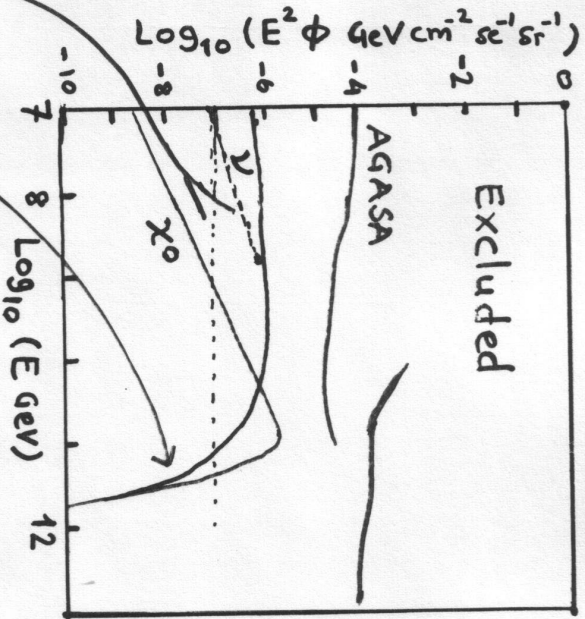 Log₁₀ (E² Φ GeV cm⁻² se⁻¹ sr⁻¹)
-10 -8 -6 -4 -2 0
Excluded
AGASA
ν
χ⁰
7 8 12
Log₁₀ (E GeV)